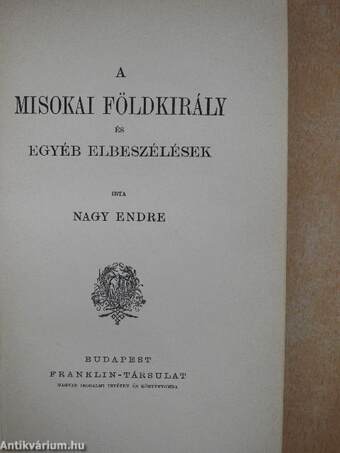 A
MISOKAI FÖLDKIRÁLY
ÉS
EGYÉB ELBESZÉLÉSEK
IRTA
NAGY ENDRE
BUDAPEST
FRANKLIN-TÁRSULAT
MAGYAR IRODALMI INTÉZET ÉS KÖNYVNYOMDA
Antikvárium.hu